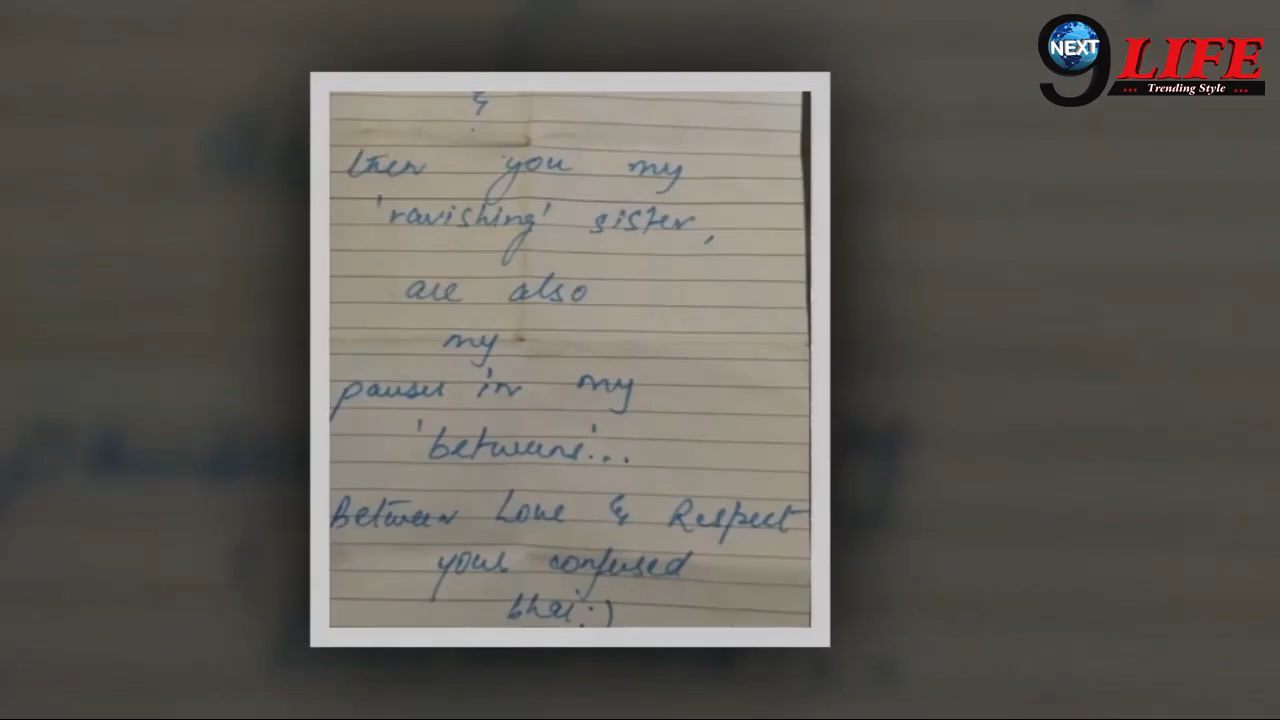 &
then you my
'ravishing' sister,
are also
my
pauses in my
'betweens'...
Between Love & Respect
your confused
bhai :)
NEXT
9 LIFE
... Trending Style ...